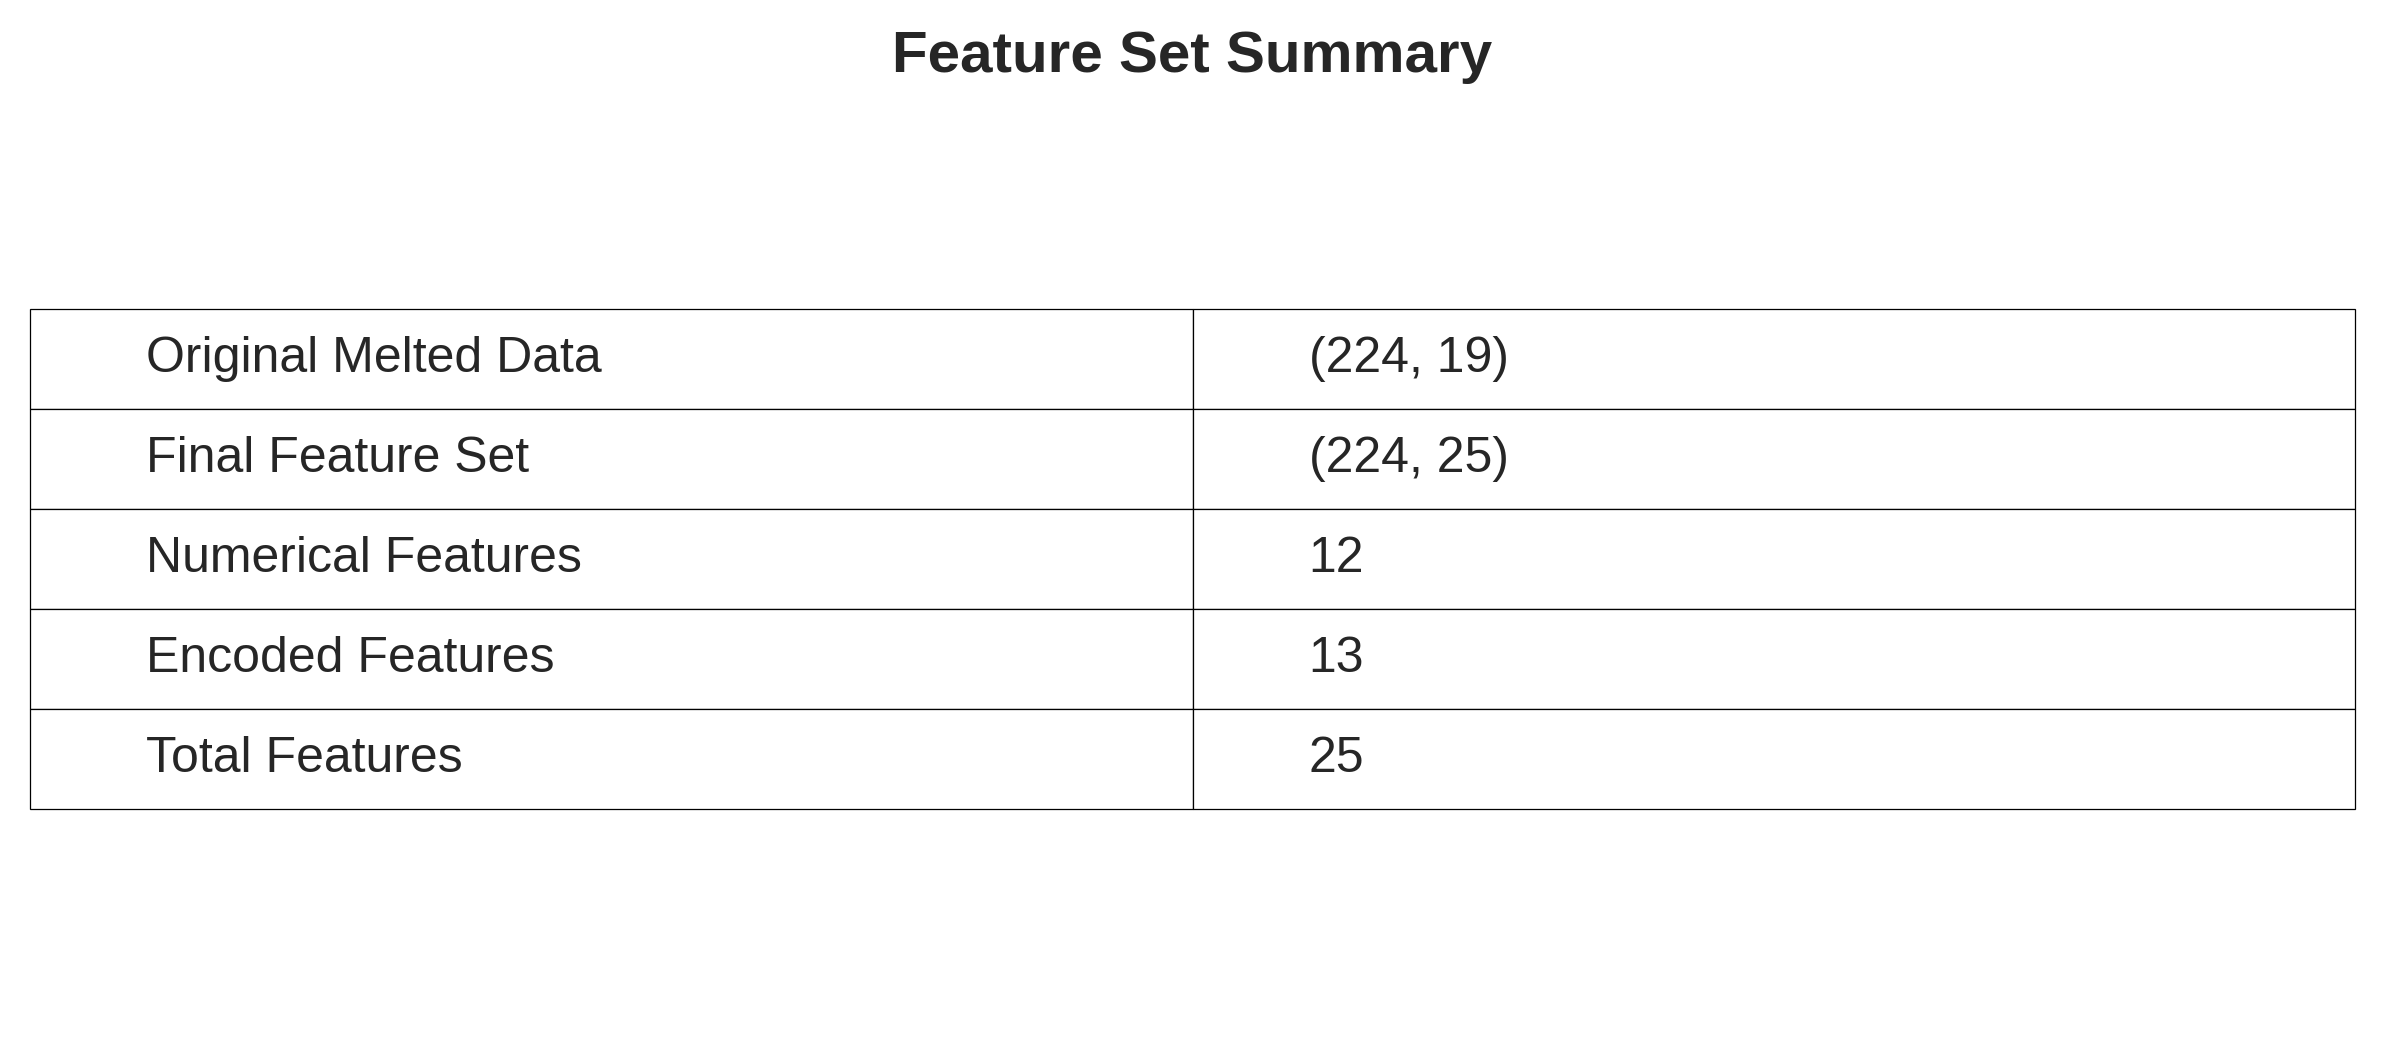 Feature Set Summary
Original Melted Data (224, 19)
Final Feature Set (224, 25)
Numerical Features 12
Encoded Features 13
Total Features 25